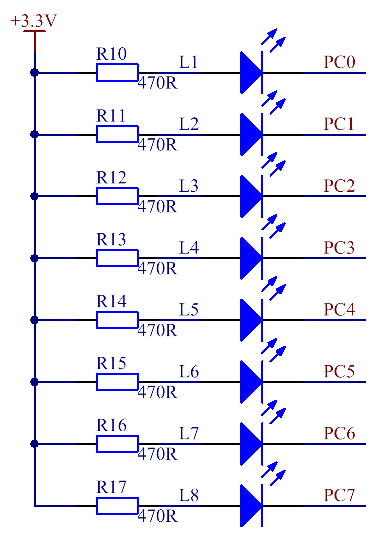 +3.3V
R10 L1 PC0
470R
R11 L2 PC1
470R
R12 L3 PC2
470R
R13 L4 PC3
470R
R14 L5 PC4
470R
R15 L6 PC5
470R
R16 L7 PC6
470R
R17 L8 PC7
470R